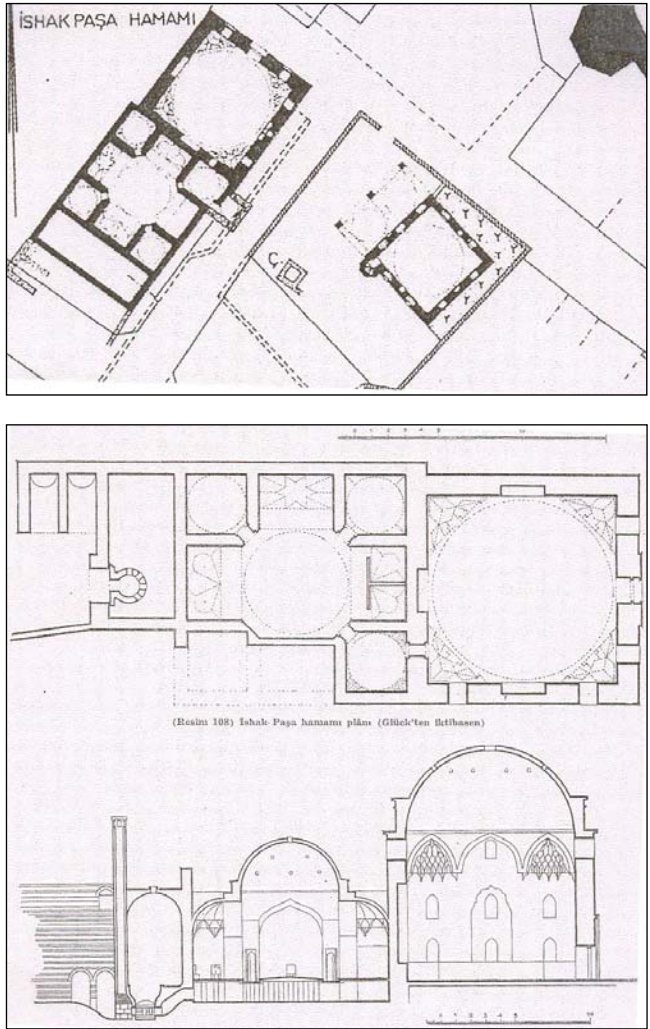 İSHAK PAŞA HAMAMI
Ç
(Resim 108) İshak Paşa hamamı plânı (Glück'ten iktibasen)